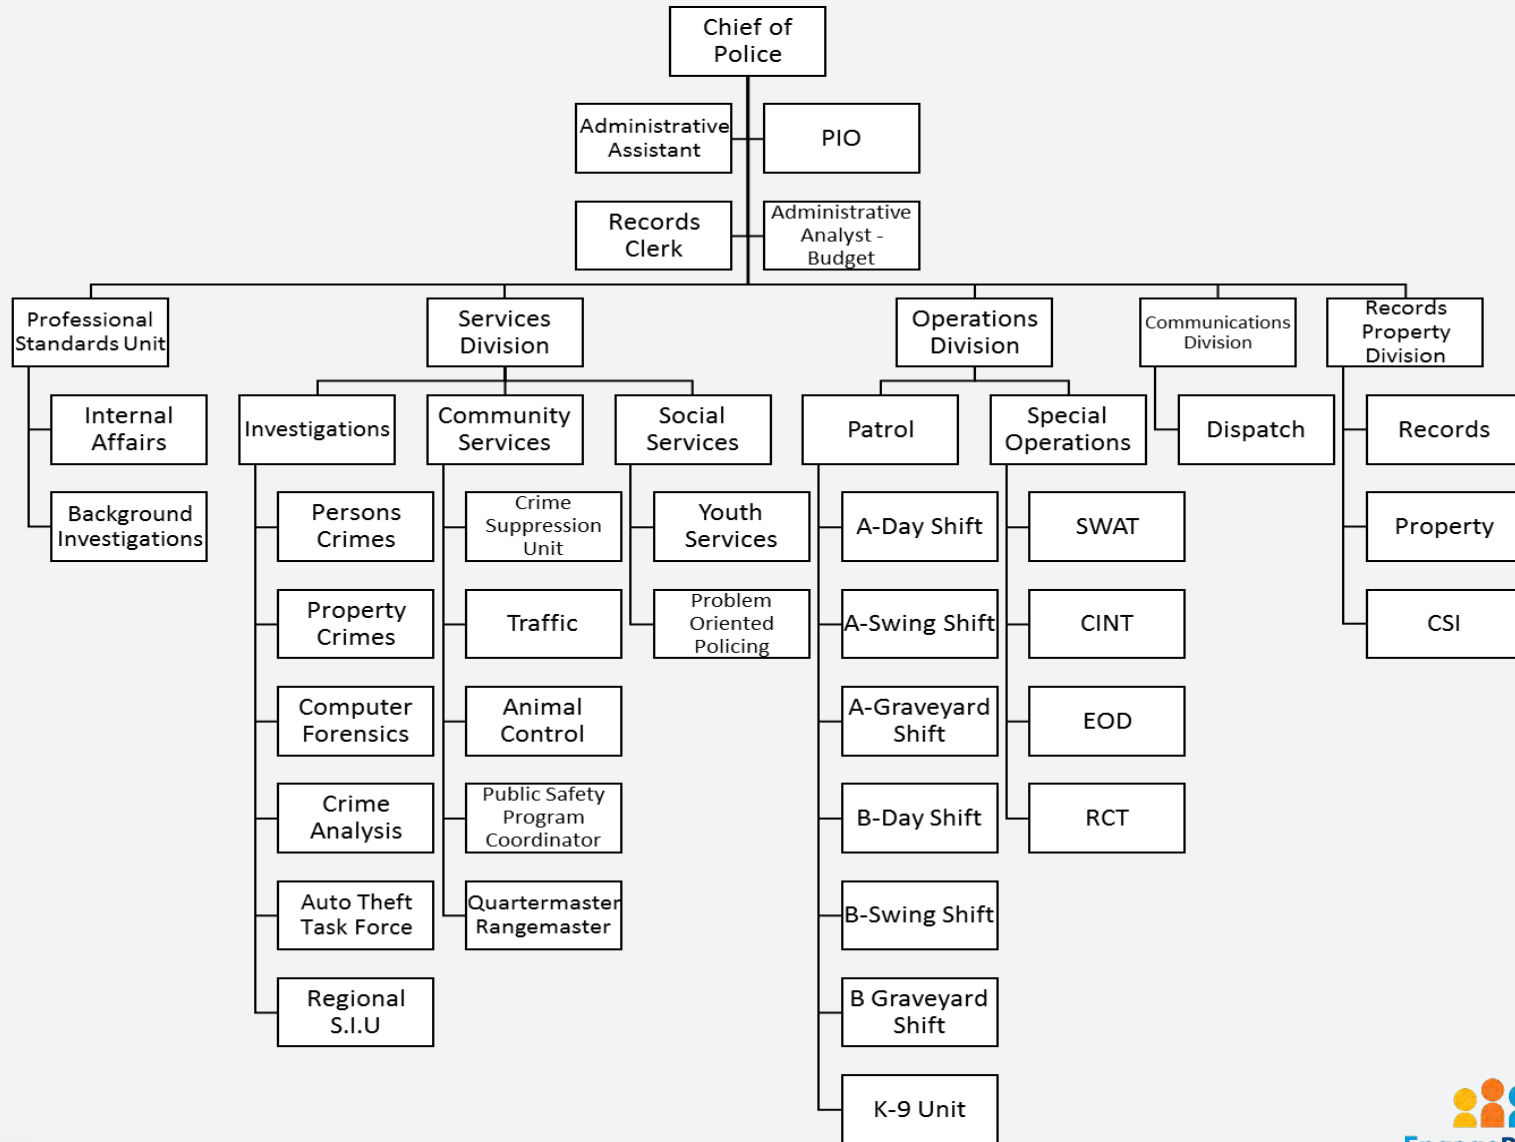 Chief of
Police
Administrative
Assistant
PIO
Records
Clerk
Administrative
Analyst -
Budget
Professional
Standards Unit
Services
Division
Operations
Division
Communications
Division
Records
Property
Division
Internal
Affairs
Background
Investigations
Investigations
Persons
Crimes
Property
Crimes
Computer
Forensics
Crime
Analysis
Auto Theft
Task Force
Regional
S.I.U
Community
Services
Crime
Suppression
Unit
Traffic
Animal
Control
Public Safety
Program
Coordinator
Quartermaster
Rangemaster
Social
Services
Youth
Services
Problem
Oriented
Policing
Patrol
A-Day Shift
A-Swing Shift
A-Graveyard
Shift
B-Day Shift
B-Swing Shift
B Graveyard
Shift
K-9 Unit
Special
Operations
SWAT
CINT
EOD
RCT
Dispatch
Records
Property
CSI